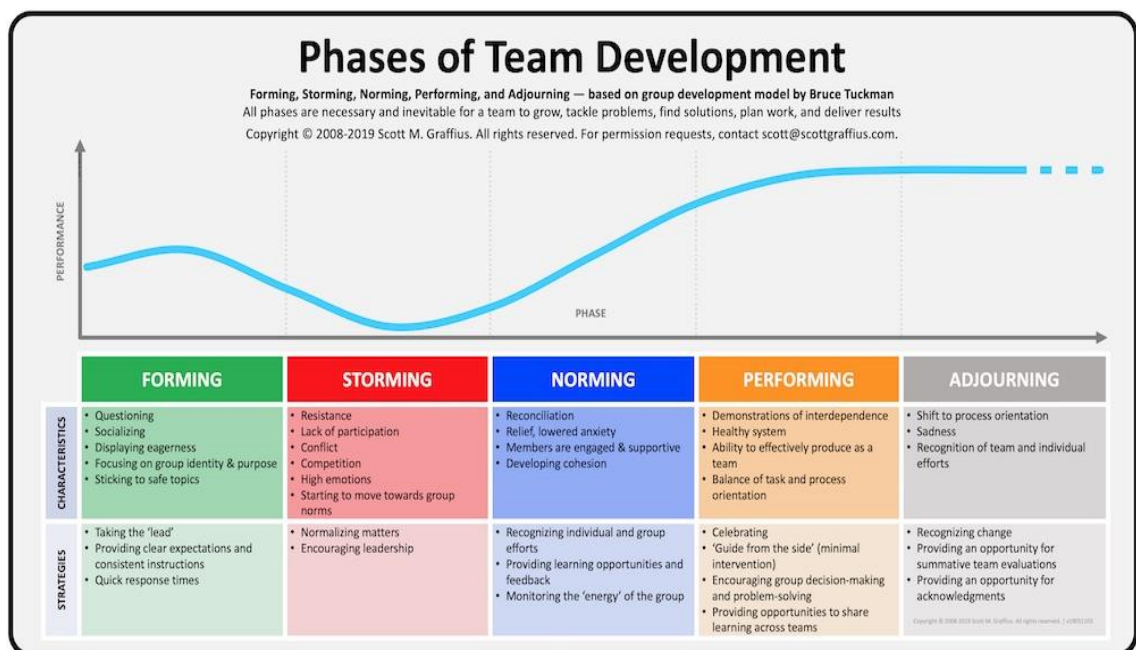 Phases of Team Development
Forming, Storming, Norming, Performing, and Adjourning — based on group development model by Bruce Tuckman
All phases are necessary and inevitable for a team to grow, tackle problems, find solutions, plan work, and deliver results
Copyright © 2008-2019 Scott M. Graffius. All rights reserved. For permission requests, contact scott@scottgraffius.com.
PERFORMANCE
PHASE
FORMING
STORMING
NORMING
PERFORMING
ADJOURNING
CHARACTERISTICS
• Questioning
• Socializing
• Displaying eagerness
• Focusing on group identity & purpose
• Sticking to safe topics
• Resistance
• Lack of participation
• Conflict
• Competition
• High emotions
• Starting to move towards group
norms
• Reconciliation
• Relief, lowered anxiety
• Members are engaged & supportive
• Developing cohesion
• Demonstrations of interdependence
• Healthy system
• Ability to effectively produce as a
team
• Balance of task and process
orientation
• Shift to process orientation
• Sadness
• Recognition of team and individual
efforts
STRATEGIES
• Taking the ‘lead’
• Providing clear expectations and
consistent instructions
• Quick response times
• Normalizing matters
• Encouraging leadership
• Recognizing individual and group
efforts
• Providing learning opportunities and
feedback
• Monitoring the ‘energy’ of the group
• Celebrating
• ‘Guide from the side’ (minimal
intervention)
• Encouraging group decision-making
and problem-solving
• Providing opportunities to share
learning across teams
• Recognizing change
• Providing an opportunity for
summative team evaluations
• Providing an opportunity for
acknowledgments
Copyright © 2008-2019 Scott M. Graffius. All rights reserved. |